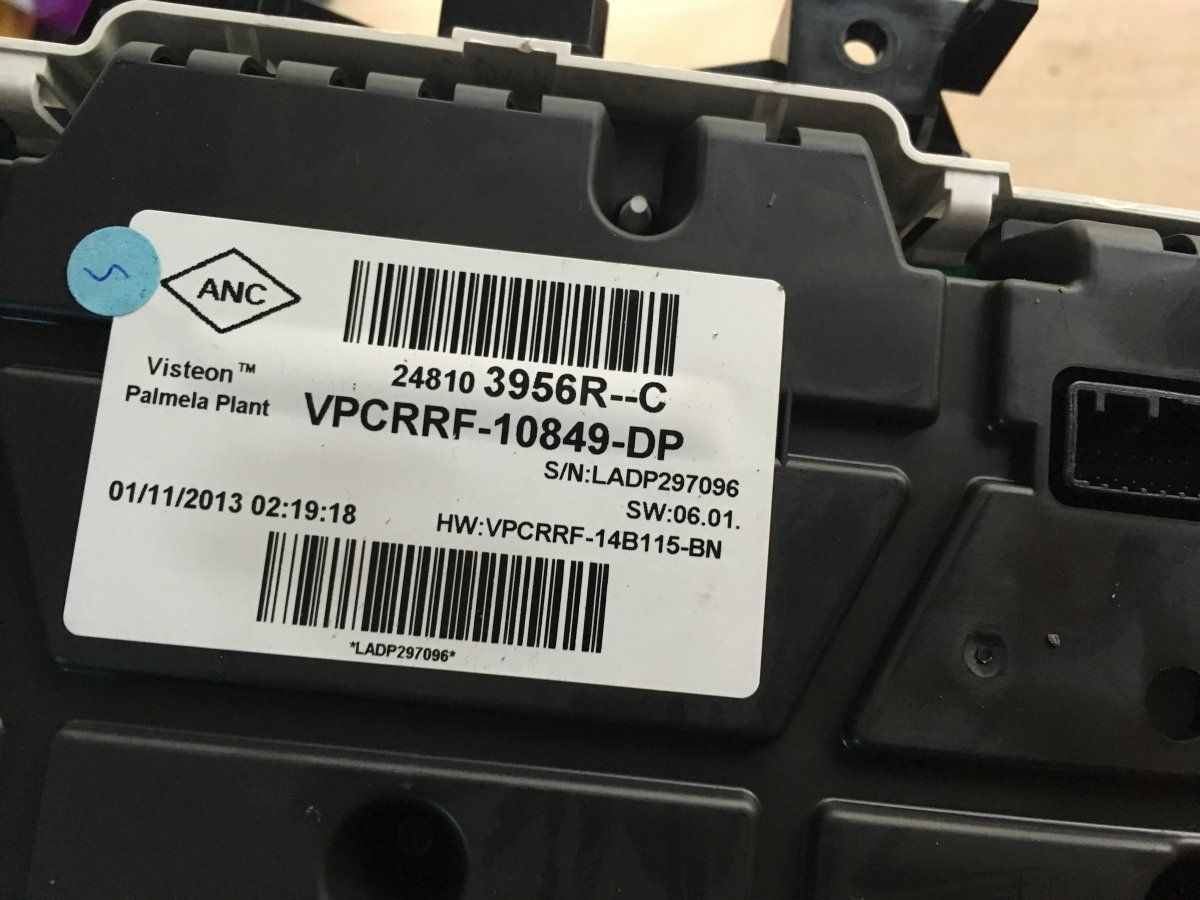 ANC
Visteon™
Palmela Plant
24810 3956R--C
VPCRRF-10849-DP
S/N:LADP297096
SW:06.01.
01/11/2013 02:19:18
HW:VPCRRF-14B115-BN
*LADP297096*